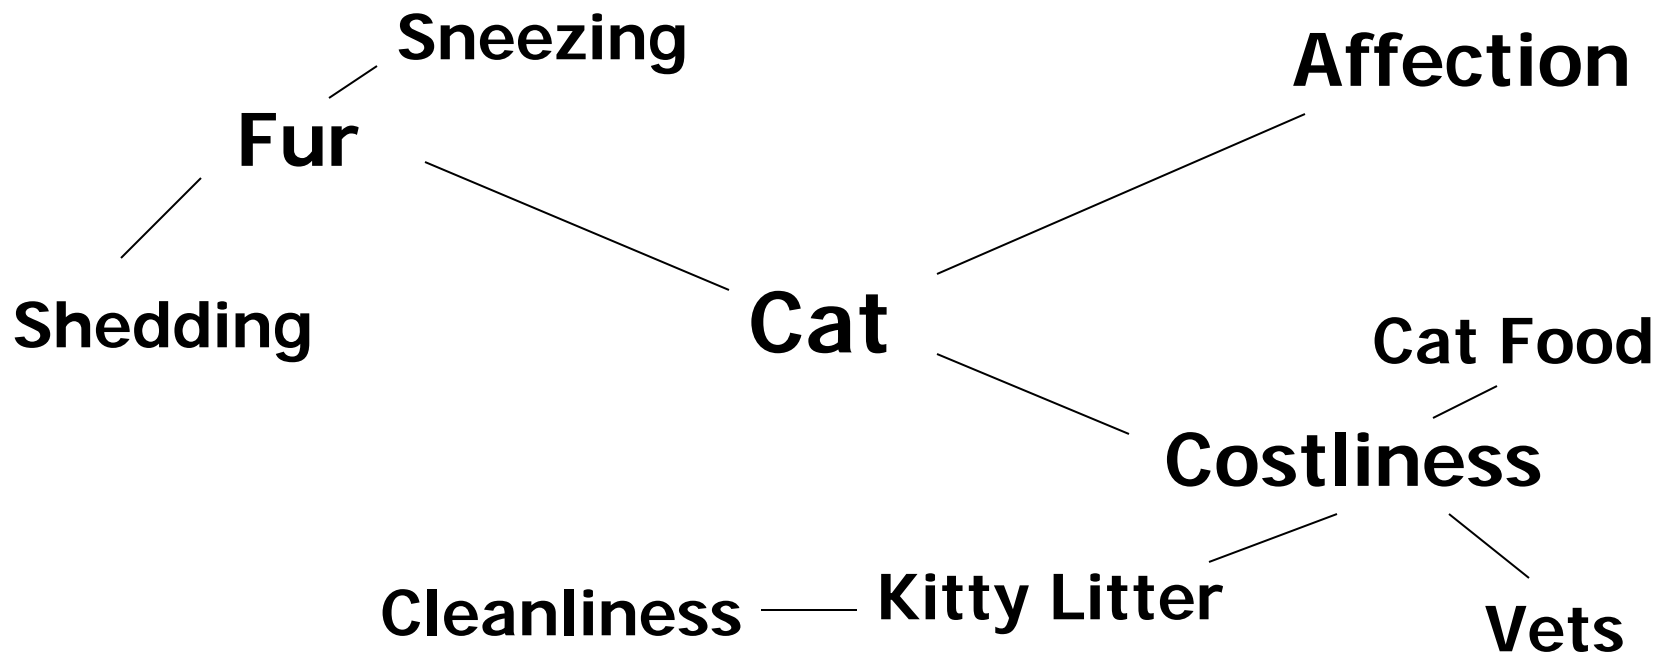 Sneezing
Affection
Fur
Shedding
Cat
Cat Food
Costliness
Cleanliness
Kitty Litter
Vets